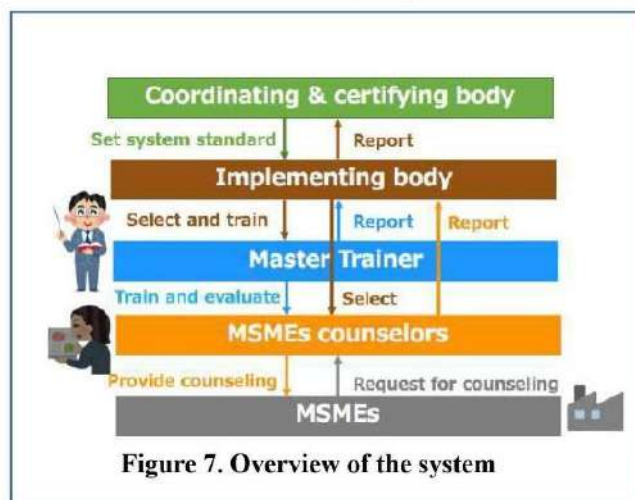 Coordinating & certifying body
Set system standard Report
Implementing body
Select and train Report Report
Master Trainer
Train and evaluate Select
MSMEs counselors
Provide counseling Request for counseling
MSMEs
Figure 7. Overview of the system